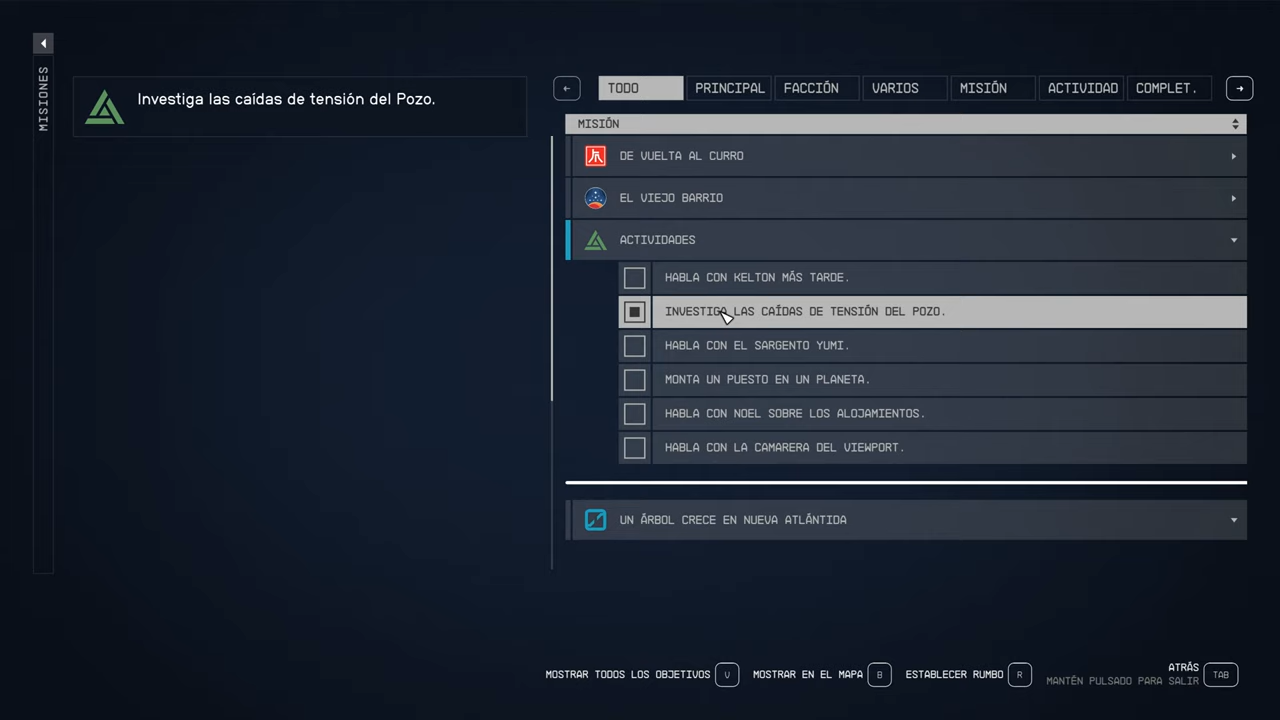 MISIONES
Investiga las caídas de tensión del Pozo.
TODO
PRINCIPAL
FACCIÓN
VARIOS
MISIÓN
ACTIVIDAD
COMPLET.
MISIÓN
DE VUELTA AL CURRO
EL VIEJO BARRIO
ACTIVIDADES
HABLA CON KELTON MÁS TARDE.
INVESTIGA LAS CAÍDAS DE TENSIÓN DEL POZO.
HABLA CON EL SARGENTO YUMI.
MONTA UN PUESTO EN UN PLANETA.
HABLA CON NOEL SOBRE LOS ALOJAMIENTOS.
HABLA CON LA CAMARERA DEL VIEWPORT.
UN ÁRBOL CRECE EN NUEVA ATLÁNTIDA
MOSTRAR TODOS LOS OBJETIVOS V
MOSTRAR EN EL MAPA B
ESTABLECER RUMBO R
ATRÁS
MANTÉN PULSADO PARA SALIR TAB